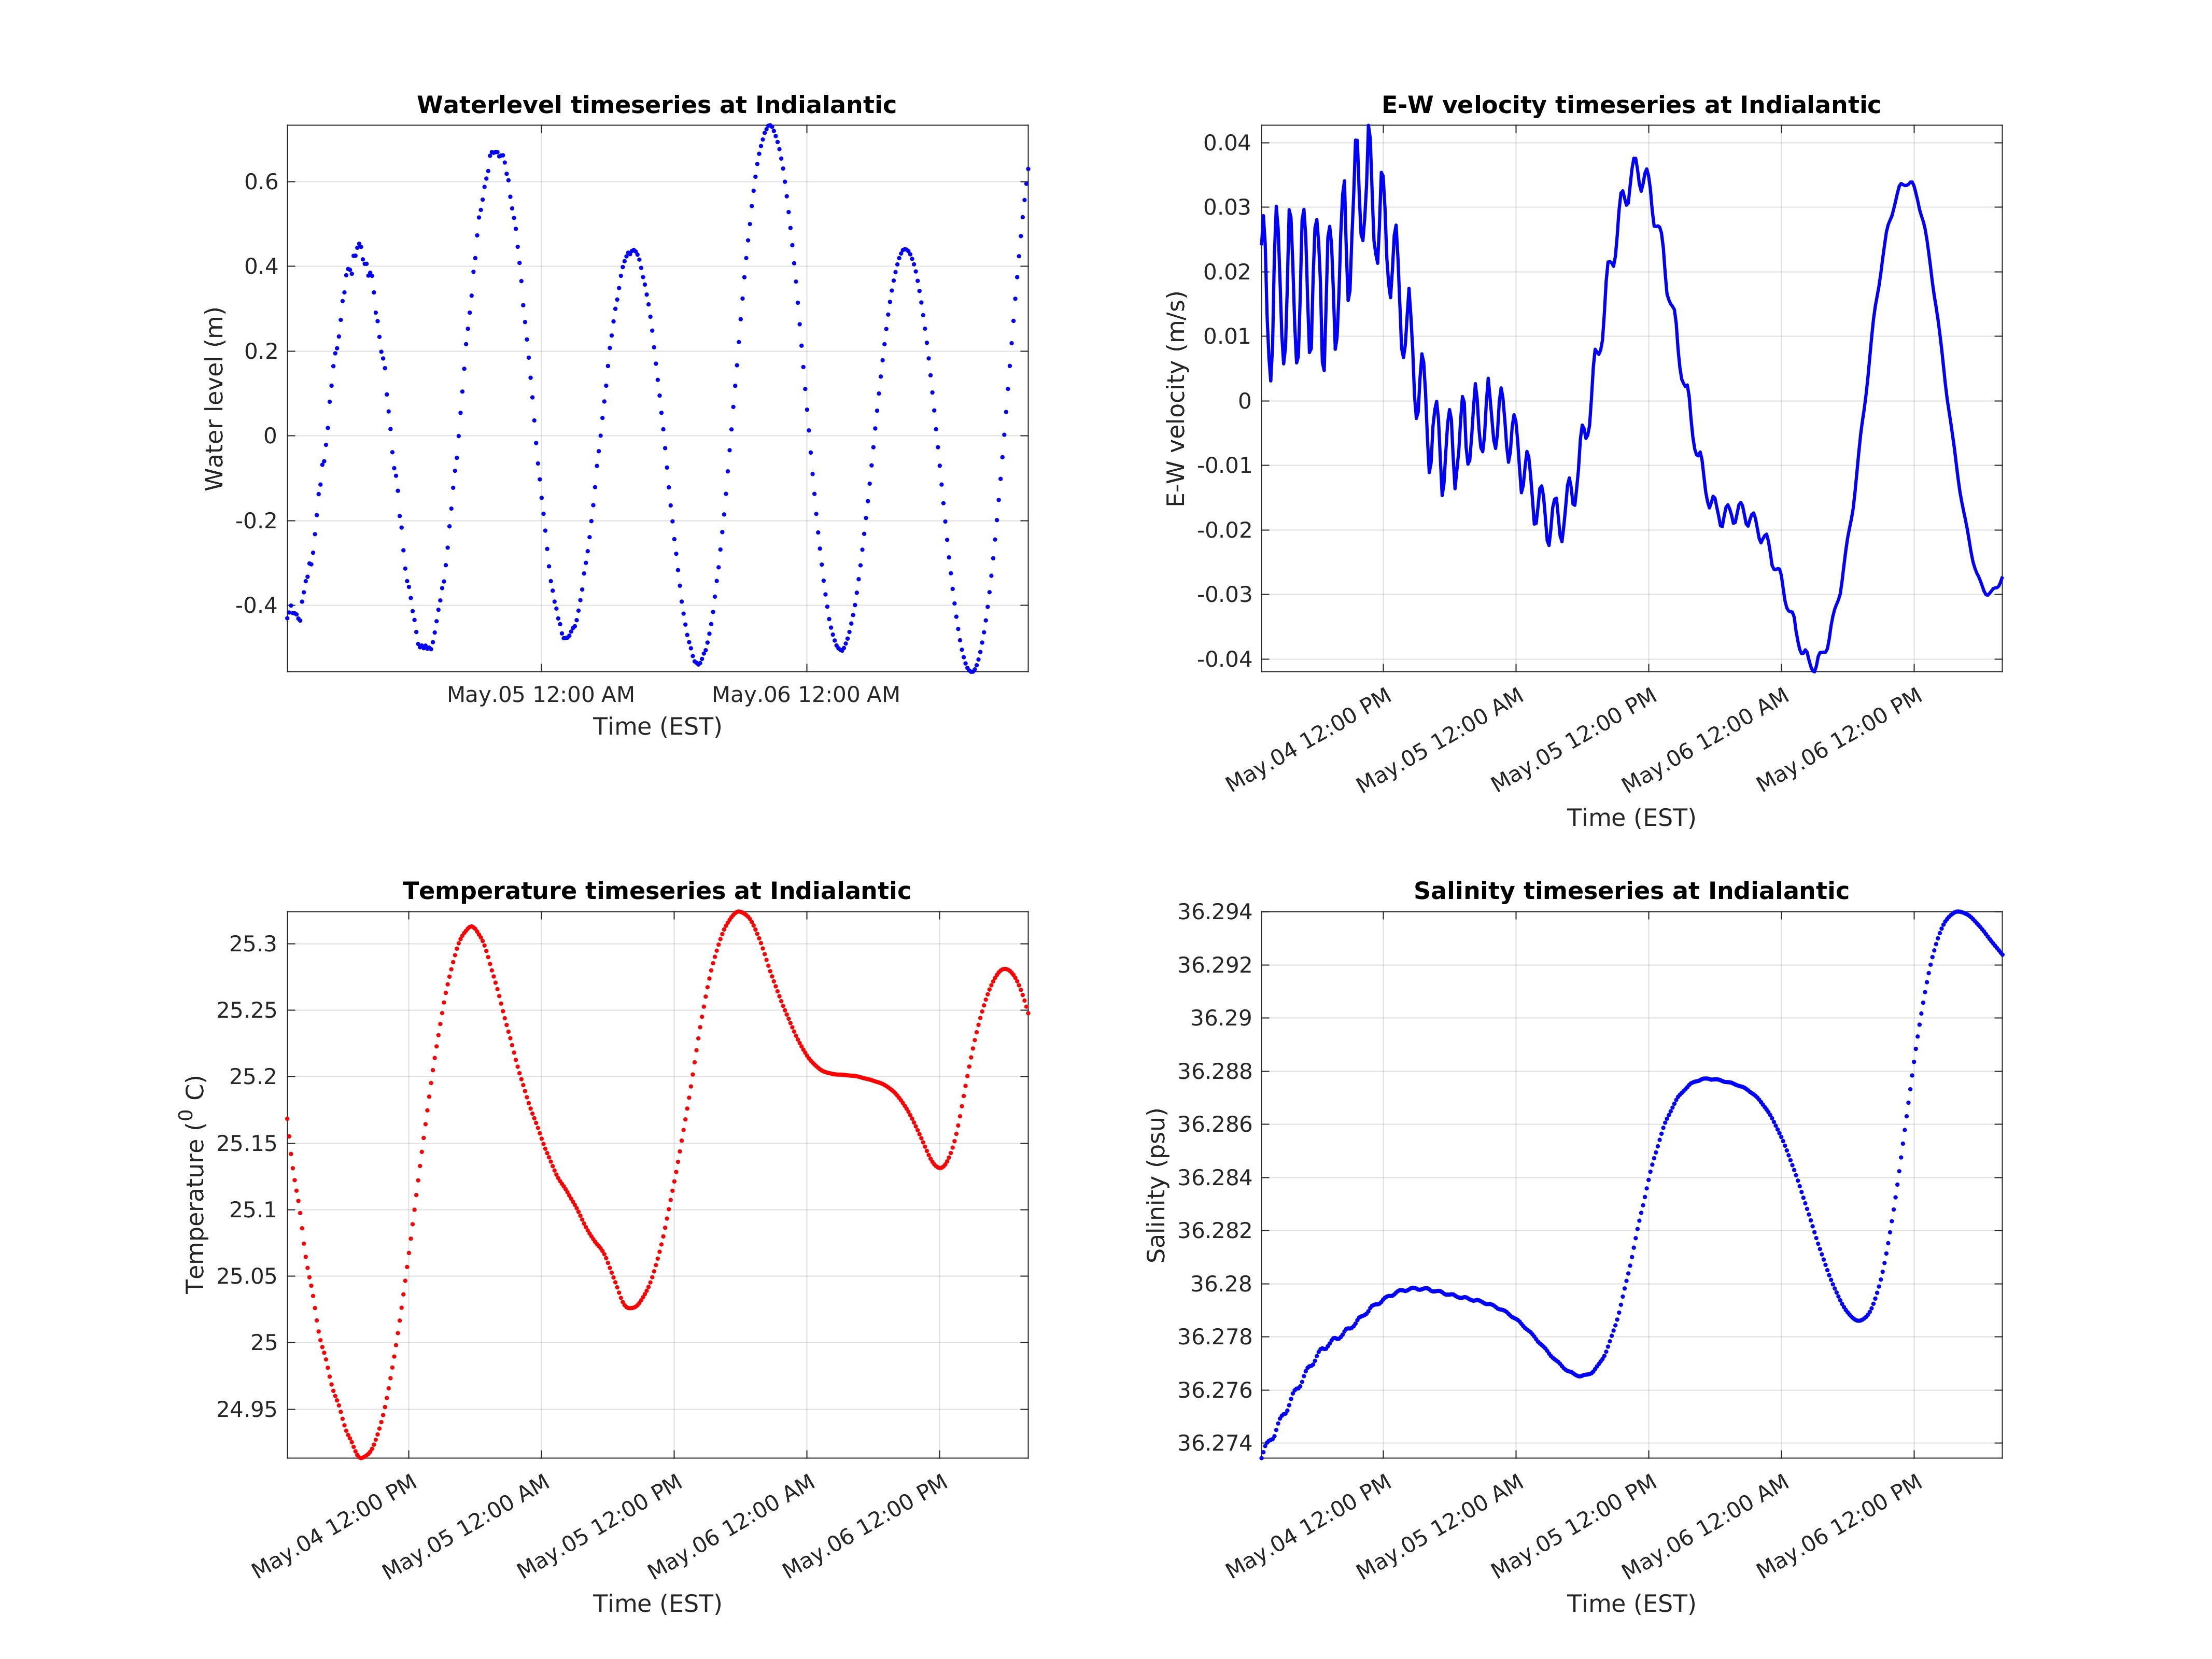 Waterlevel timeseries at Indialantic
0.6
0.4
0.2
0
-0.2
-0.4
Water level (m)
May.05 12:00 AM
May.06 12:00 AM
Time (EST)
E-W velocity timeseries at Indialantic
0.04
0.03
0.02
0.01
0
-0.01
-0.02
-0.03
-0.04
E-W velocity (m/s)
May.04 12:00 PM
May.05 12:00 AM
May.05 12:00 PM
May.06 12:00 AM
May.06 12:00 PM
Time (EST)
Temperature timeseries at Indialantic
25.3
25.25
25.2
25.15
25.1
25.05
25
24.95
Temperature (⁰ C)
May.04 12:00 PM
May.05 12:00 AM
May.05 12:00 PM
May.06 12:00 AM
May.06 12:00 PM
Time (EST)
Salinity timeseries at Indialantic
36.294
36.292
36.29
36.288
36.286
36.284
36.282
36.28
36.278
36.276
36.274
Salinity (psu)
May.04 12:00 PM
May.05 12:00 AM
May.05 12:00 PM
May.06 12:00 AM
May.06 12:00 PM
Time (EST)